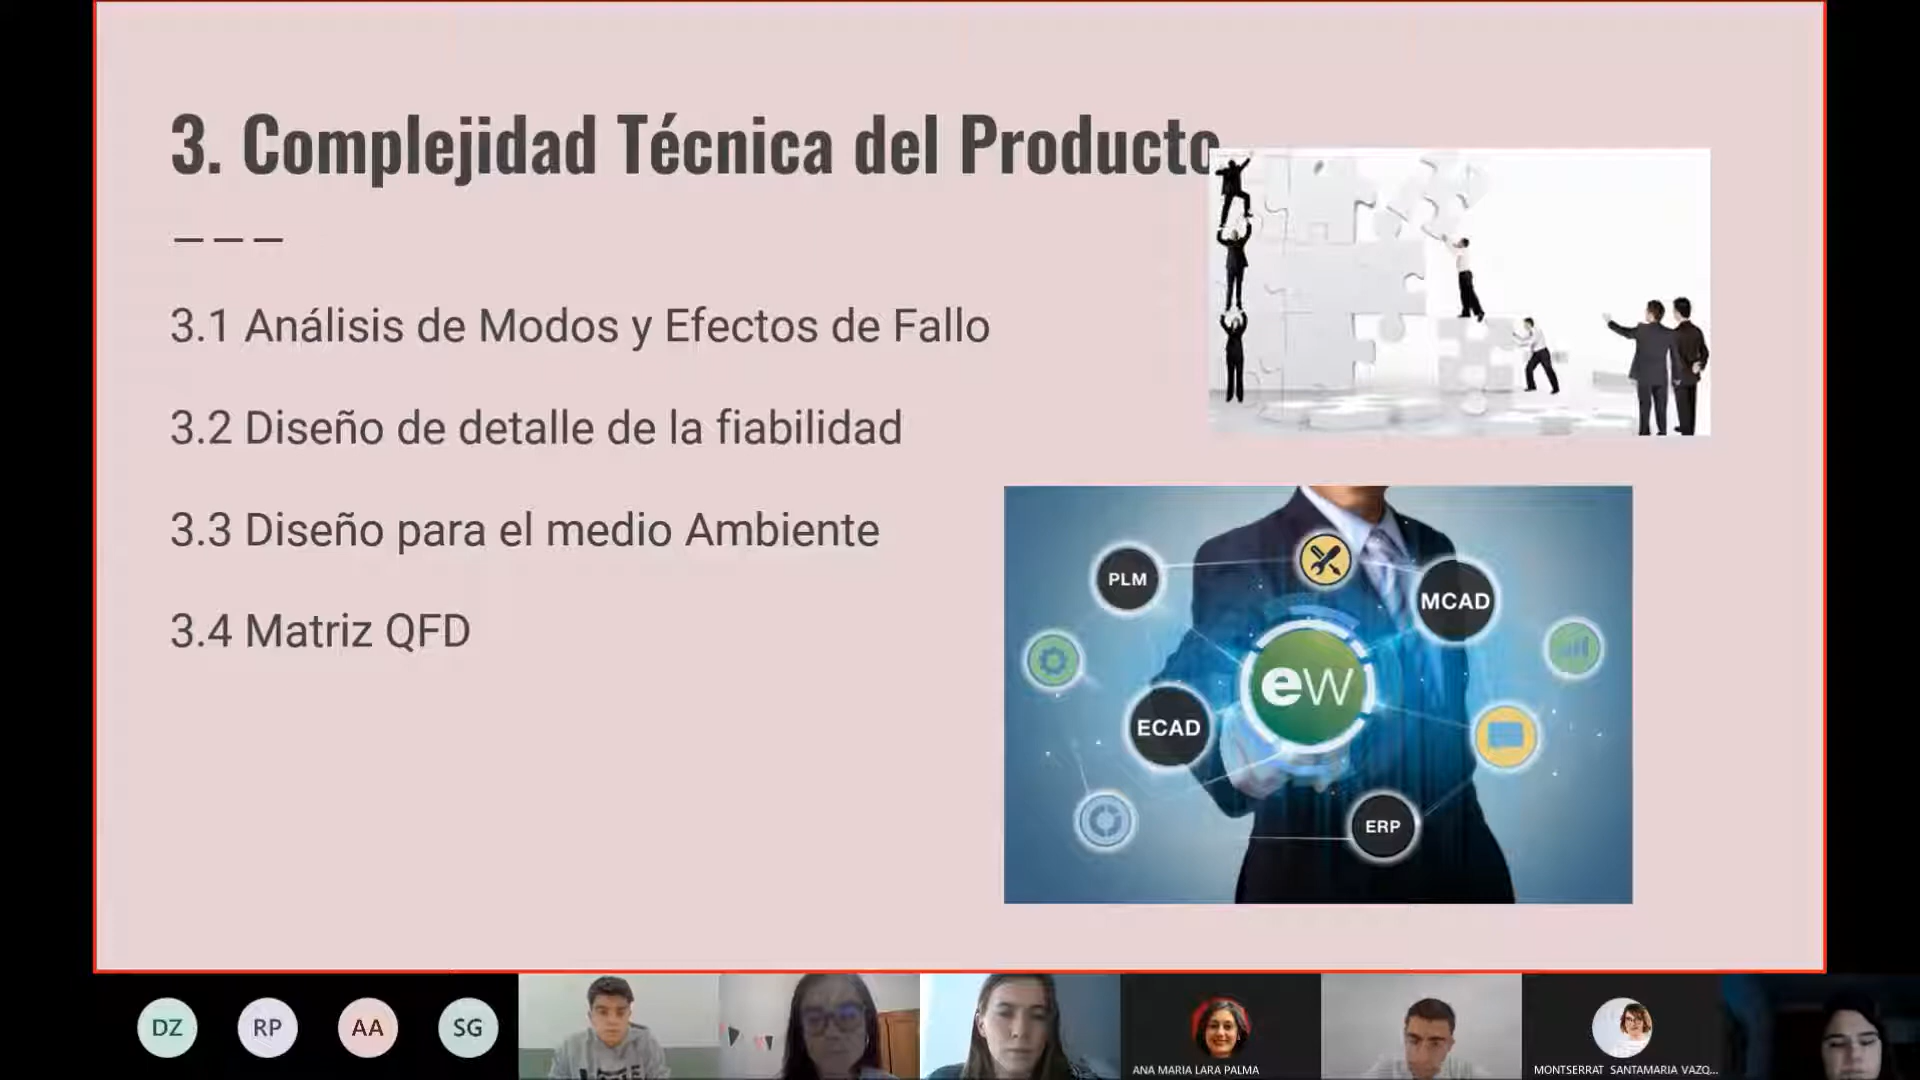 3. Complejidad Técnica del Producto
3.1 Análisis de Modos y Efectos de Fallo
3.2 Diseño de detalle de la fiabilidad
3.3 Diseño para el medio Ambiente
3.4 Matriz QFD
PLM
MCAD
ew
ECAD
ERP
DZ
RP
AA
SG
ANA MARIA LARA PALMA
MONTSERRAT SANTAMARIA VAZQ...